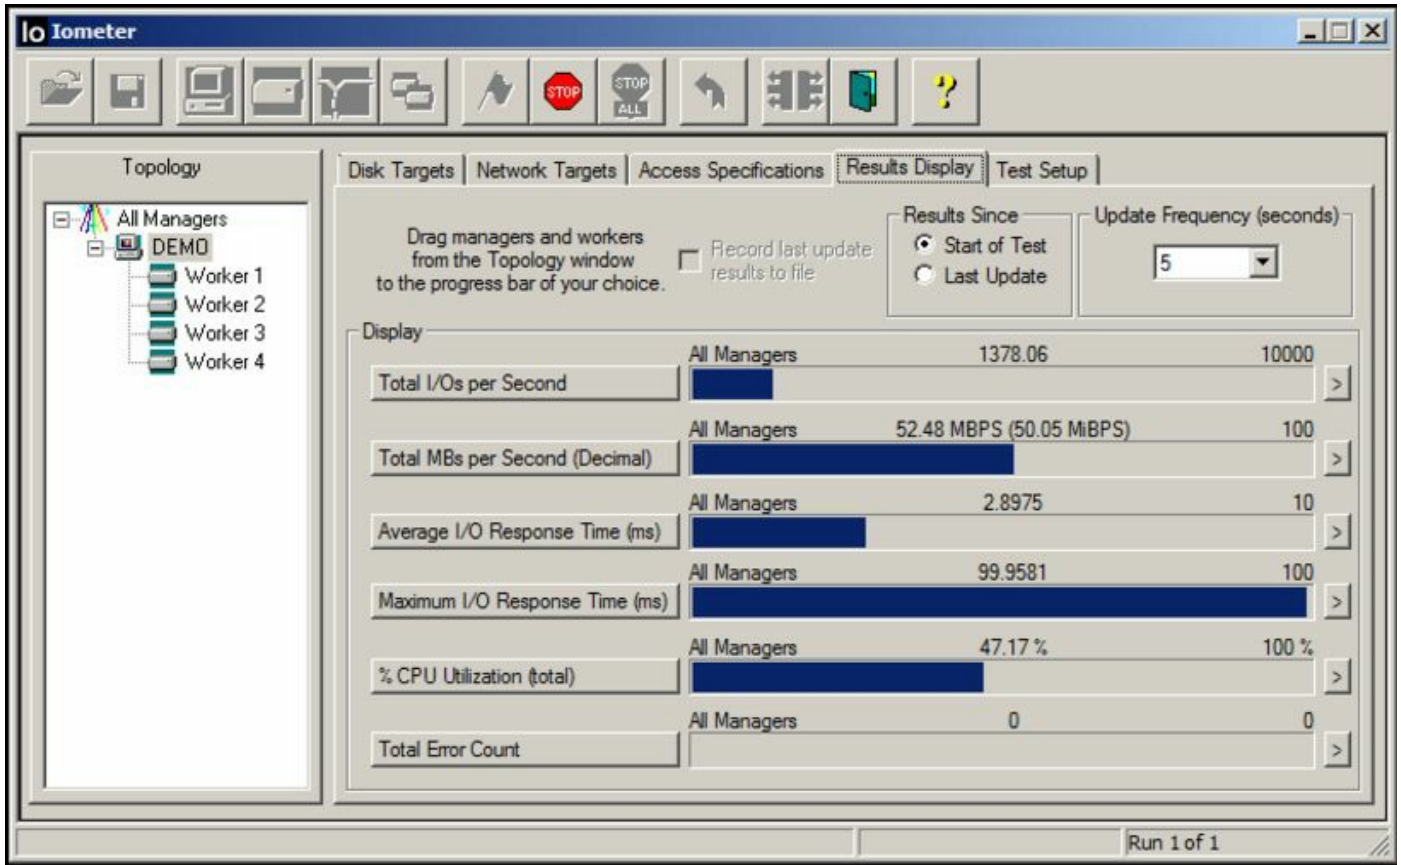 Io Iometer
STOP
STOP
ALL
?
Topology
All Managers
DEMO
Worker 1
Worker 2
Worker 3
Worker 4
Disk Targets
Network Targets
Access Specifications
Results Display
Test Setup
Drag managers and workers
from the Topology window
to the progress bar of your choice.
Record last update
results to file
Results Since
Start of Test
Last Update
Update Frequency (seconds)
5
Display
All Managers 1378.06 10000
Total I/Os per Second >
All Managers 52.48 MBPS (50.05 MiBPS) 100
Total MBs per Second (Decimal) >
All Managers 2.8975 10
Average I/O Response Time (ms) >
All Managers 99.9581 100
Maximum I/O Response Time (ms) >
All Managers 47.17 % 100 %
% CPU Utilization (total) >
All Managers 0 0
Total Error Count >
Run 1 of 1